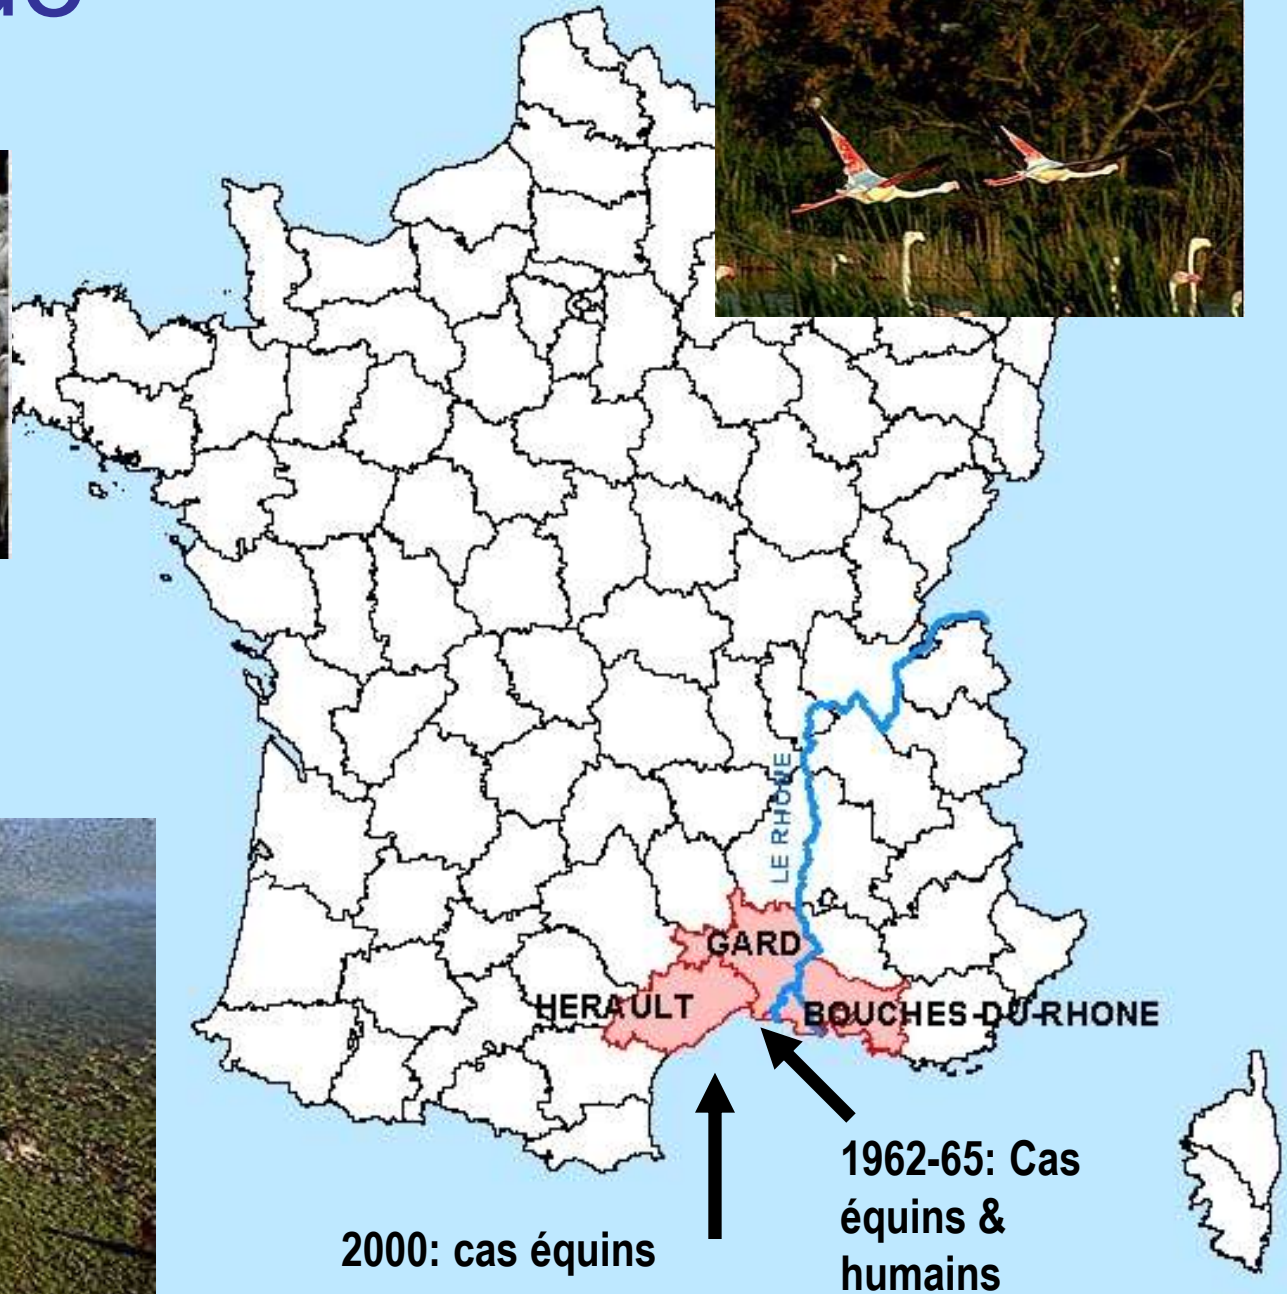 LE RHONE
GARD
HERAULT
BOUCHES-DU-RHONE
1962-65: Cas
équins &
humains
2000: cas équins